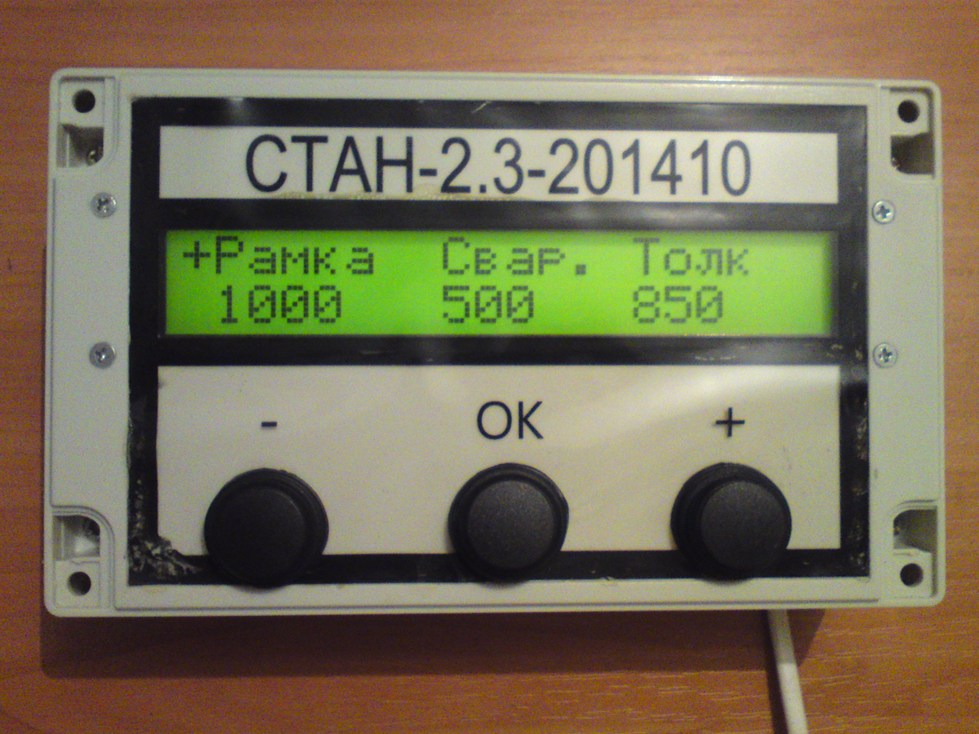 СТАН-2.3-201410
+Рамка Свар. Толк
1000 500 850
- OK +